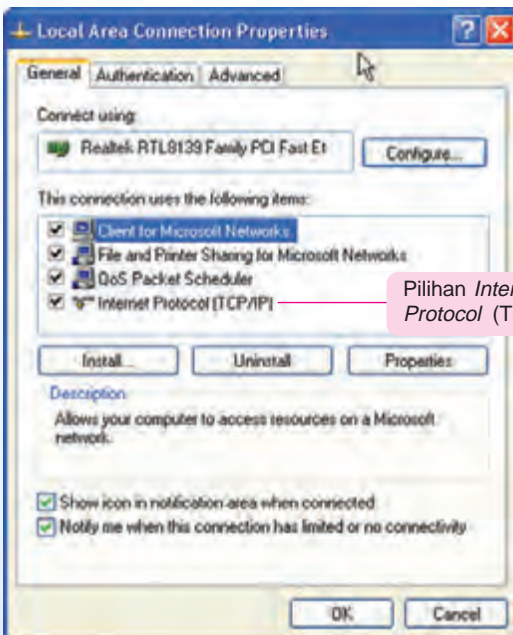 Local Area Connection Properties
General Authentication Advanced
Connect using:
Realtek RTL8139 Family PCI Fast Et
Configure...
This connection uses the following items:
Client for Microsoft Networks
File and Printer Sharing for Microsoft Networks
QoS Packet Scheduler
Internet Protocol (TCP/IP)
Pilihan
Protocol
Install...
Uninstall
Properties
Description
Allows your computer to access resources on a Microsoft
network.
Show icon in notification area when connected
Notify me when this connection has limited or no connectivity
OK
Cancel